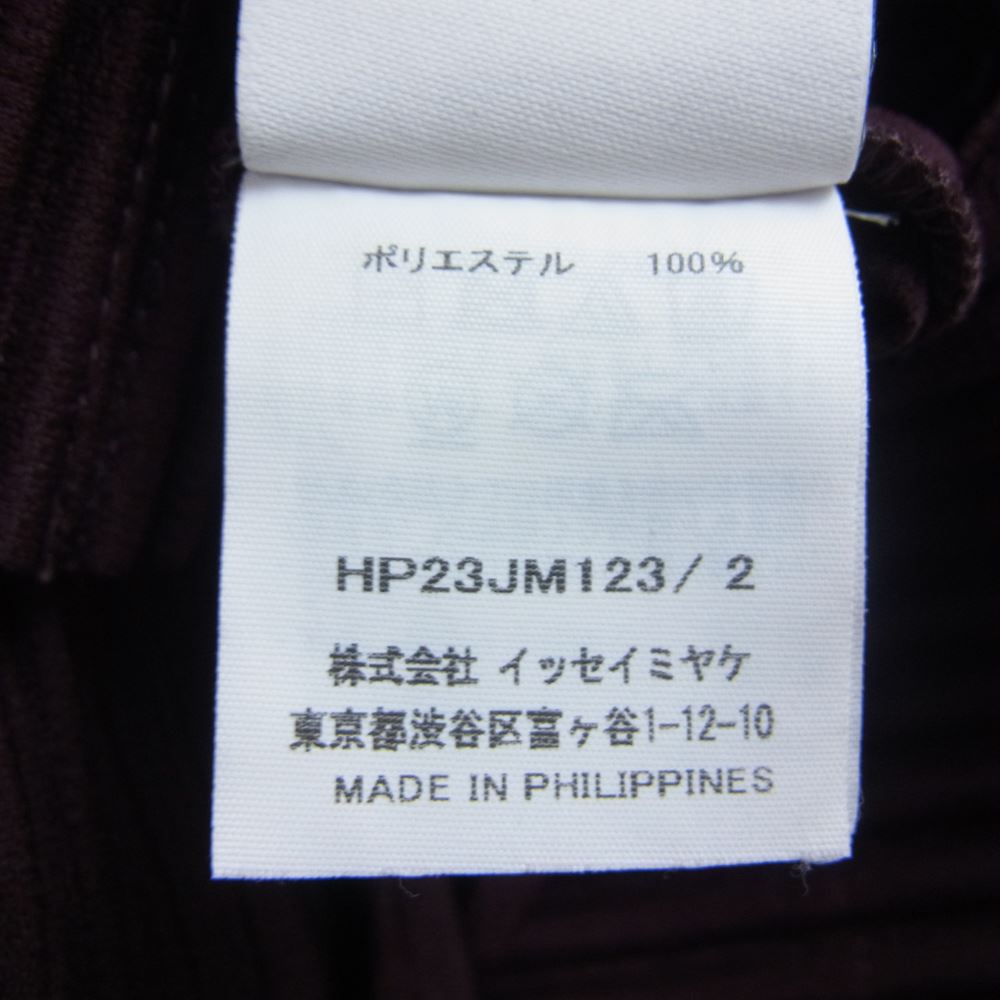 ポリエステル 100%
HP23JM123/ 2
株式会社 イッセイミヤケ
東京都渋谷区富ヶ谷1-12-10
MADE IN PHILIPPINES